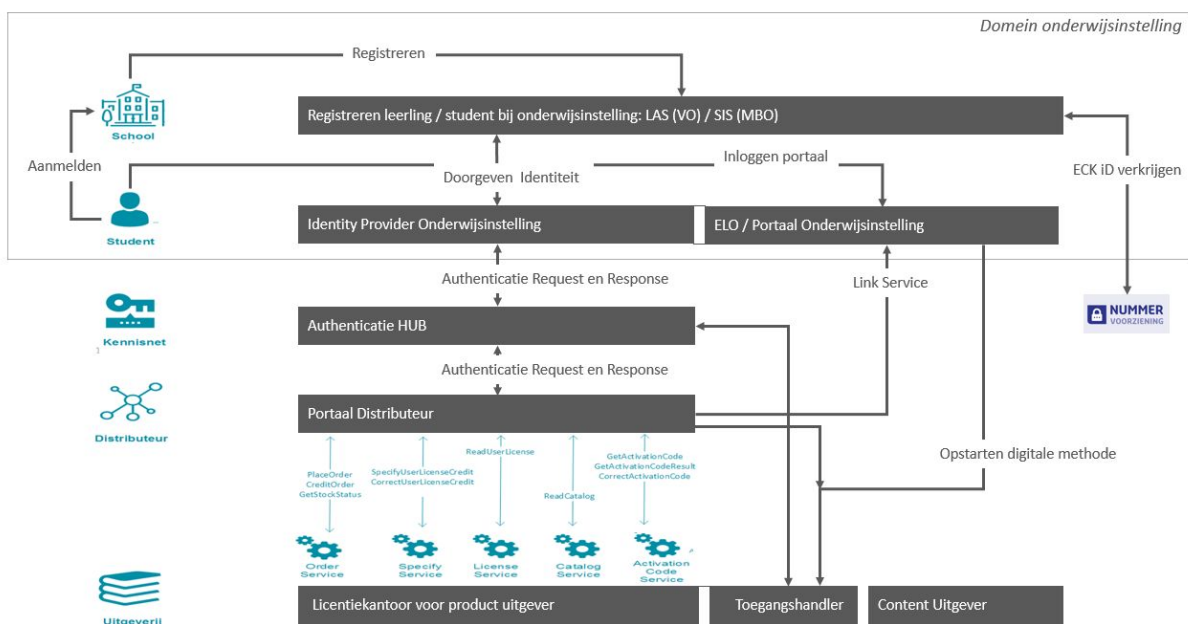 Domein onderwijsinstelling
Registreren
School
Registreren leerling / student bij onderwijsinstelling: LAS (VO) / SIS (MBO)
Aanmelden
Inloggen portaal
Doorgeven Identiteit
ECK iD verkrijgen
Student
Identity Provider Onderwijsinstelling
ELO / Portaal Onderwijsinstelling
Authenticatie Request en Response
Link Service
NUMMER
VOORZIENING
Kennisnet
Authenticatie HUB
Authenticatie Request en Response
Distributeur
Portaal Distributeur
Opstarten digitale methode
PlaceOrder
CreditOrder
GetStockStatus
SpecifyUserLicenseCredit
CorrectUserLicenseCredit
ReadUserLicense
ReadCatalog
GetActivationCode
GetActivationCodeResult
CorrectActivationCode
Order
Service
Specify
Service
License
Service
Catalog
Service
Activation
Code
Service
Uitgeverij
Licentiekantoor voor product uitgever
Toegangshandler
Content Uitgever